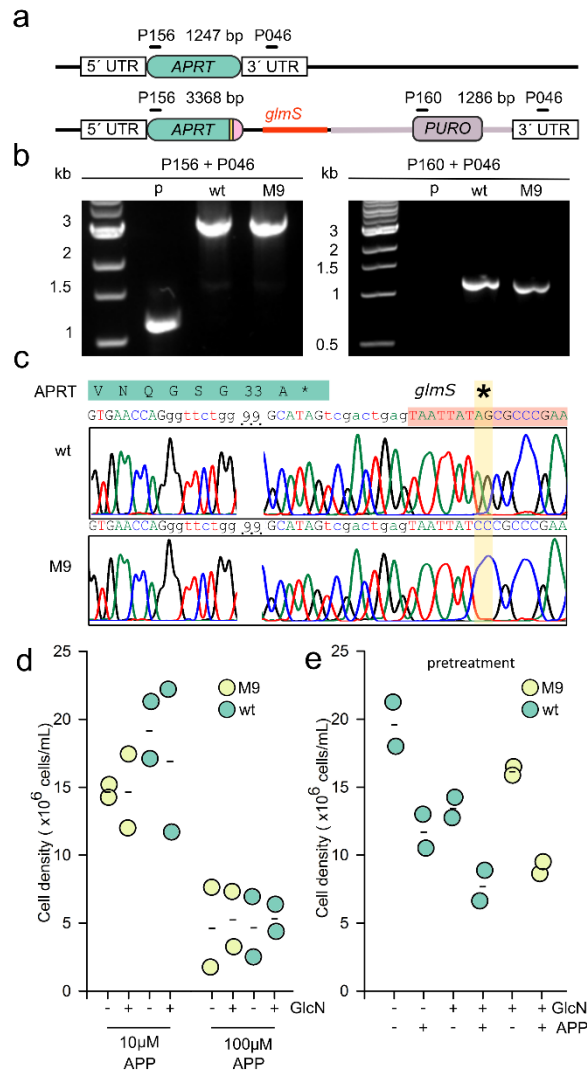 a
P156 1247 bp P046
5´ UTR APRT 3´ UTR
P156 3368 bp glmS P160 1286 bp P046
5´ UTR APRT PURO 3´ UTR
b
P156 + P046 P160 + P046
kb p wt M9 kb p wt M9
3
2
1.5
1
3
2
1.5
1
0.5
c
APRT V N Q G S G 33 A * glmS *
GTGAACCAGggttctgg 99 GCATAGtcgactgagTAATTATAGCGCCCGAA
wt
GTGAACCAGggttctgg 99 GCATAGtcgactgagTAATTATCCCGCCCGAA
M9
d
Cell density ( x10⁶ cells/mL)
25
20
15
10
5
0
M9
wt
- + - + - + - + GlcN
10µM APP 100µM APP
e
pretreatment
Cell density ( x10⁶ cells/mL)
25
20
15
10
5
0
M9
wt
- - + + + + GlcN
- + - + - + APP